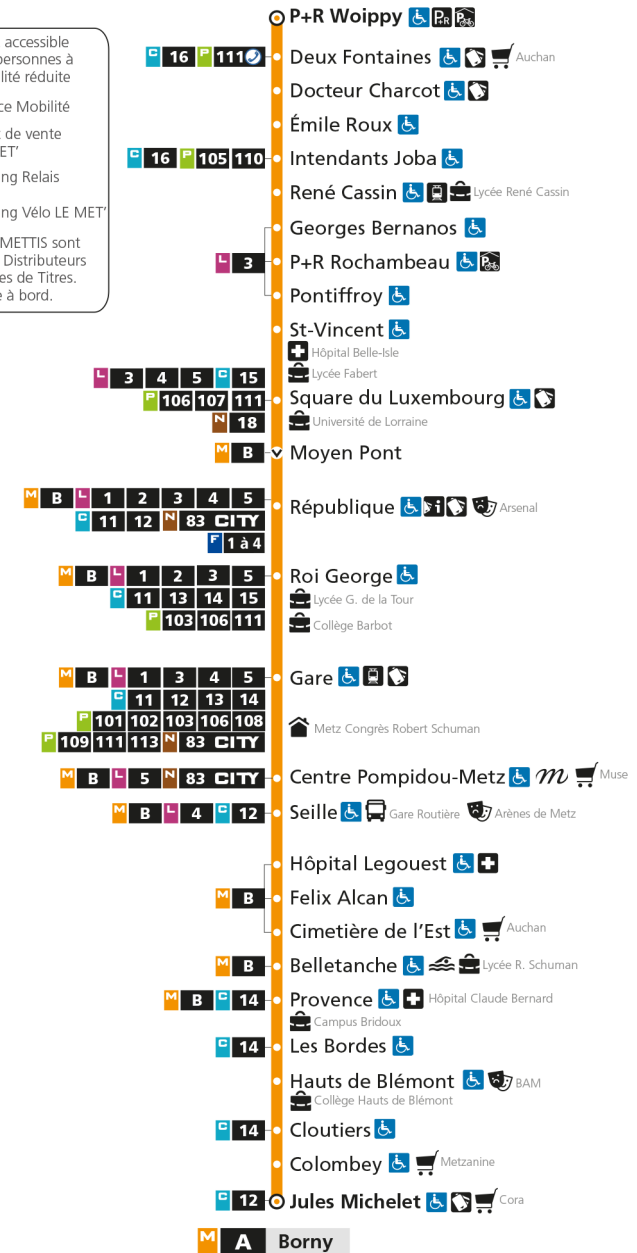 P+R Woippy P+R
accessible
personnes à
lité réduite
C 16 P 111 Deux Fontaines Auchan
Docteur Charcot
ce Mobilité
Émile Roux
de vente
ET'
C 16 P 105 110 Intendants Joba
ng Relais
René Cassin Lycée René Cassin
ng Vélo LE MET'
Georges Bernanos
METTIS sont
Distributeurs
es de Titres.
à bord.
L 3 P+R Rochambeau P
Pontiffroy
St-Vincent
Hôpital Belle-Isle
Lycée Fabert
L 3 4 5 C 15
P 106 107 111 Square du Luxembourg
N 18 Université de Lorraine
M B Moyen Pont
M B L 1 2 3 4 5
République i Arsenal
C 11 12 N 83 CITY
F 1 à 4
M B L 1 2 3 5 Roi George
C 11 13 14 15 Lycée G. de la Tour
P 103 106 111 Collège Barbot
M B L 1 3 4 5 Gare
C 11 12 13 14
P 101 102 103 106 108
Metz Congrès Robert Schuman
P 109 111 113 N 83 CITY
M B L 5 N 83 CITY Centre Pompidou-Metz m Muse
M B L 4 C 12 Seille Gare Routière Arènes de Metz
Hôpital Legouest
M B Felix Alcan
Cimetière de l'Est Auchan
M B Belletanche Lycée R. Schuman
M B C 14 Provence Hôpital Claude Bernard
Campus Bridoux
C 14 Les Bordes
Hauts de Blémont BAM
Collège Hauts de Blémont
C 14 Cloutiers
Colombey Metzanine
C 12 Jules Michelet Cora
M A Borny